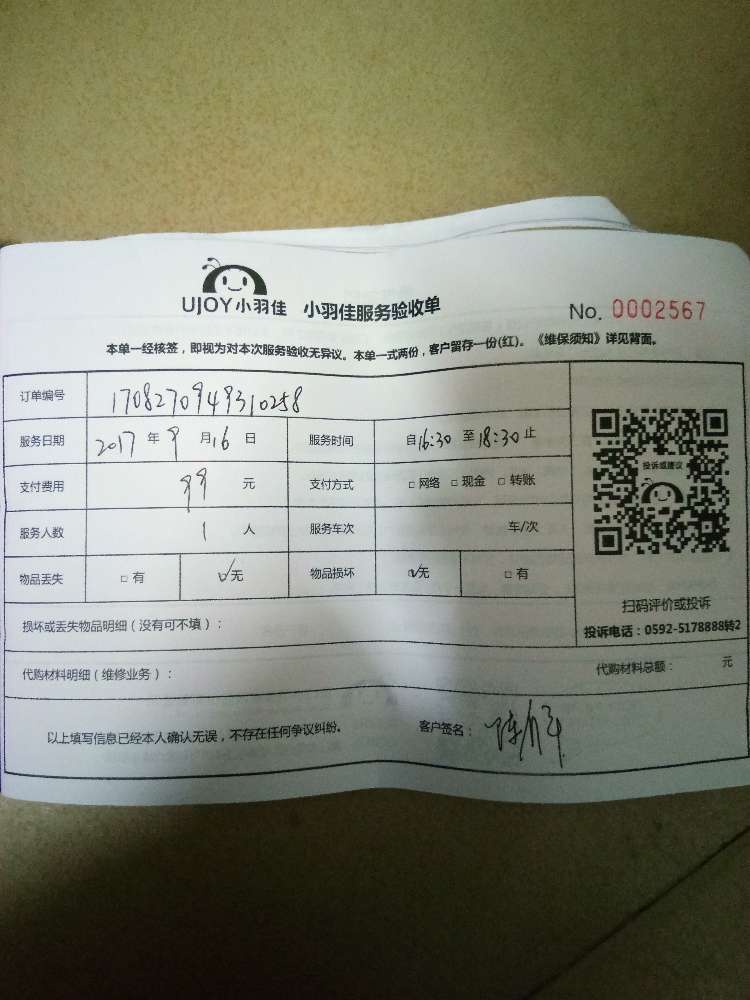 UJOY小羽佳 小羽佳服务验收单 No. 0002567
本单一经核签，即视为对本次服务验收无异议。本单一式两份，客户留存一份(红)。《维保须知》详见背面。
订单编号 1708270949310258
服务日期 2017 年 9 月 16 日 服务时间 自 16:30 至 18:30 止
投诉或建议
支付费用 99 元 支付方式 □ 网络 □ 现金 □ 转账
服务人数 1 人 服务车次 车/次
物品丢失 □ 有 ☑无 物品损坏 ☑无 □ 有
扫码评价或投诉
损坏或丢失物品明细（没有可不填）：
投诉电话：0592-5178888转2
代购材料明细（维修业务）： 代购材料总额： 元
以上填写信息已经本人确认无误，不存在任何争议纠纷。 客户签名：陈